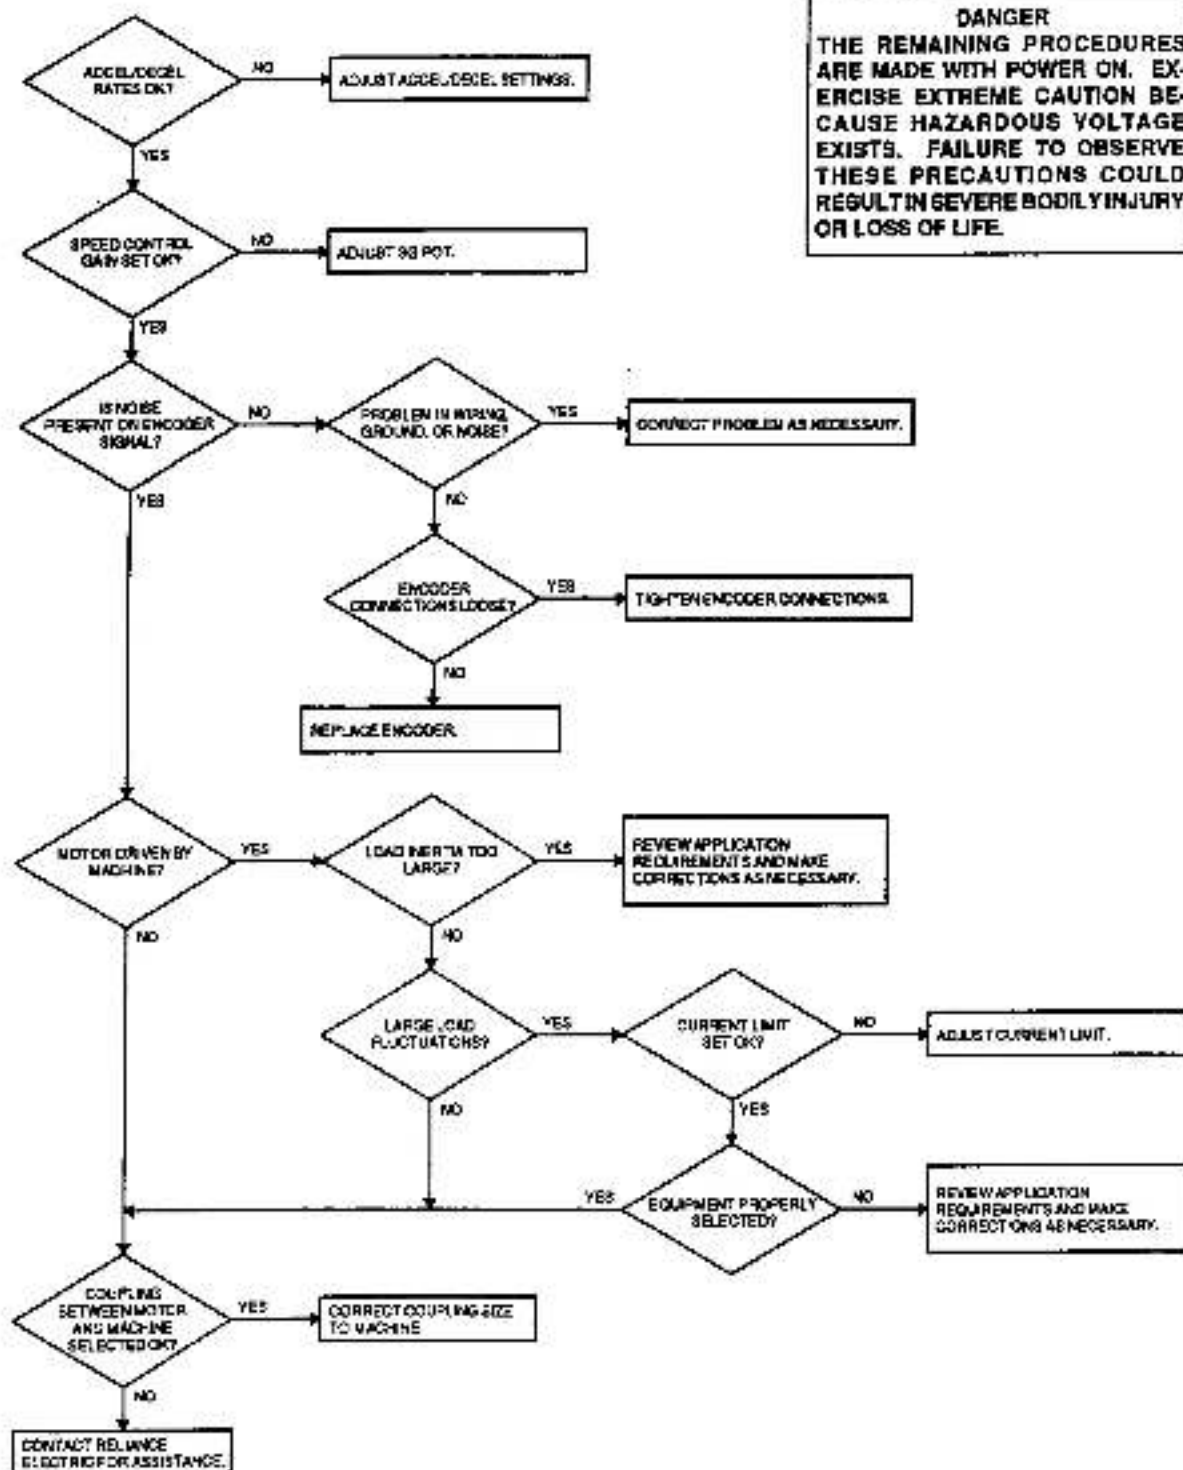 DANGER
THE REMAINING PROCEDURES
ARE MADE WITH POWER ON. EX-
ERCISE EXTREME CAUTION BE-
CAUSE HAZARDOUS VOLTAGE
EXISTS. FAILURE TO OBSERVE
THESE PRECAUTIONS COULD
RESULT IN SEVERE BODILY INJURY
OR LOSS OF LIFE.
ACCEL/DECEL
RATES OK?
NO
ADJUST ACCEL/DECEL SETTINGS.
YES
SPEED CONTROL
GAIN SET OK?
NO
ADJUST SG POT.
YES
IS NOISE
PRESENT ON ENCODER
SIGNAL?
NO
PROBLEM IN WIRING,
GROUND, OR NOISE?
YES
CORRECT PROBLEM AS NECESSARY.
YES
NO
ENCODER
CONNECTIONS LOOSE?
YES
TIGHTEN ENCODER CONNECTIONS.
NO
REPLACE ENCODER.
MOTOR DRIVEN BY
MACHINE?
YES
LOAD INERTIA TOO
LARGE?
YES
REVIEW APPLICATION
REQUIREMENTS AND MAKE
CORRECTIONS AS NECESSARY.
NO
NO
LARGE LOAD
FLUCTUATIONS?
YES
CURRENT LIMIT
SET OK?
NO
ADJUST CURRENT LIMIT.
NO
YES
EQUIPMENT PROPERLY
SELECTED?
YES
NO
REVIEW APPLICATION
REQUIREMENTS AND MAKE
CORRECTIONS AS NECESSARY.
COUPLING
BETWEEN MOTOR
AND MACHINE
SELECTED OK?
YES
CORRECT COUPLING SIZE
TO MACHINE
NO
CONTACT RELIANCE
ELECTRIC FOR ASSISTANCE.